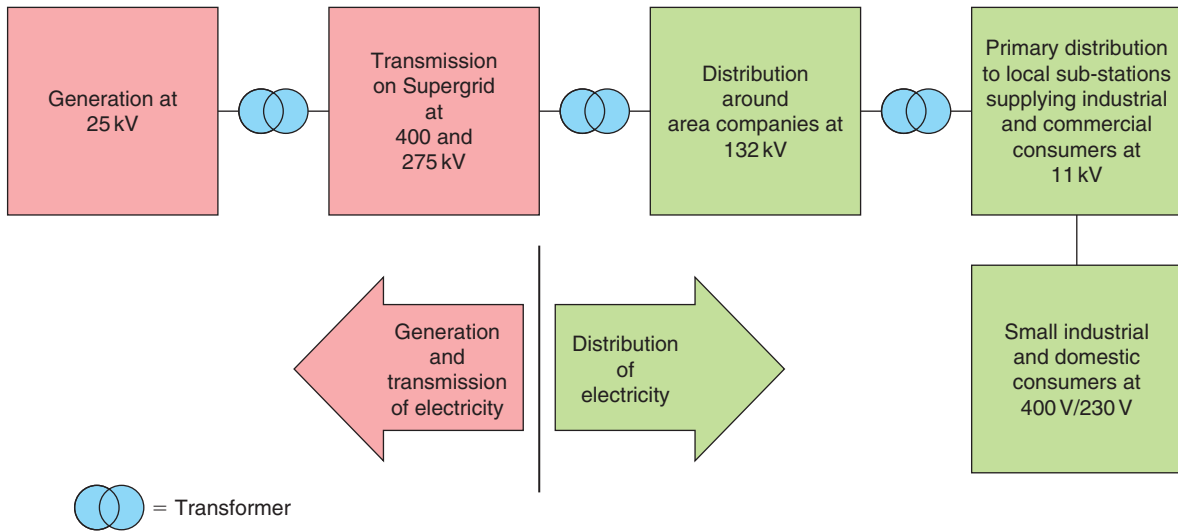 Generation at
25 kV
Transmission
on Supergrid
at
400 and
275 kV
Distribution
around
area companies at
132 kV
Primary distribution
to local sub-stations
supplying industrial
and commercial
consumers at
11 kV
Generation
and
transmission
of electricity
Distribution
of
electricity
Small industrial
and domestic
consumers at
400 V/230 V
= Transformer